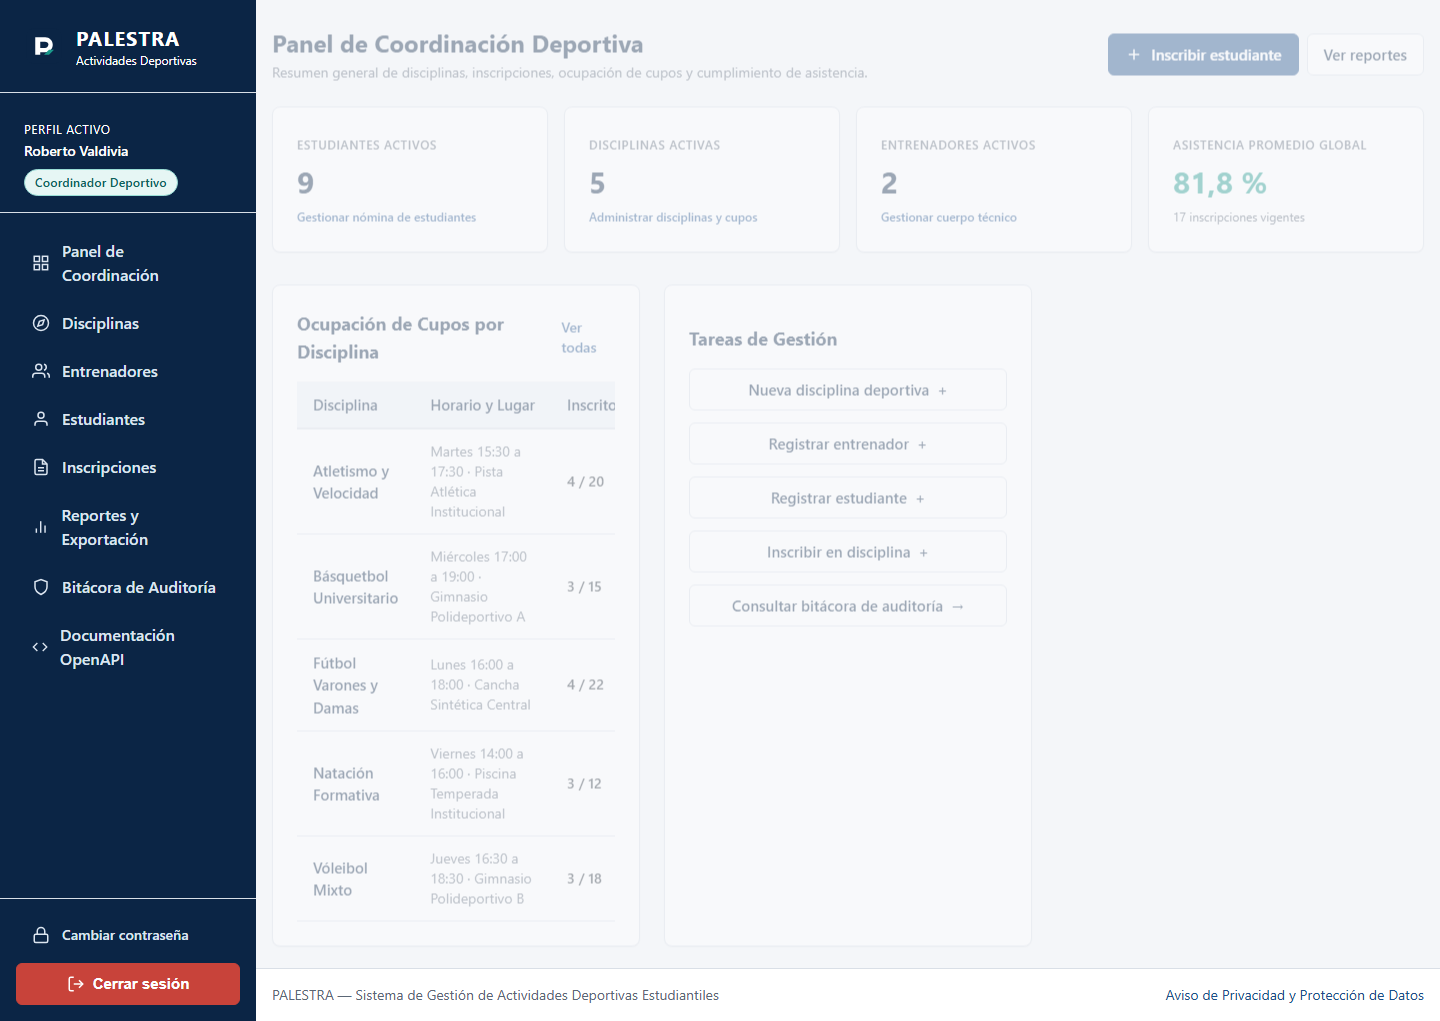 PALESTRA
Actividades Deportivas
PERFIL ACTIVO
Roberto Valdivia
Coordinador Deportivo
Panel de
Coordinación
Disciplinas
Entrenadores
Estudiantes
Inscripciones
Reportes y
Exportación
Bitácora de Auditoría
Documentación
OpenAPI
Cambiar contraseña
Cerrar sesión
Panel de Coordinación Deportiva
Resumen general de disciplinas, inscripciones, ocupación de cupos y cumplimiento de asistencia.
+ Inscribir estudiante
Ver reportes
ESTUDIANTES ACTIVOS
9
Gestionar nómina de estudiantes
DISCIPLINAS ACTIVAS
5
Administrar disciplinas y cupos
ENTRENADORES ACTIVOS
2
Gestionar cuerpo técnico
ASISTENCIA PROMEDIO GLOBAL
81,8 %
17 inscripciones vigentes
Ocupación de Cupos por
Disciplina
Ver
todas
Disciplina Horario y Lugar Inscrito
Atletismo y
Velocidad
Martes 15:30 a
17:30 · Pista
Atlética
Institucional
4 / 20
Básquetbol
Universitario
Miércoles 17:00
a 19:00 ·
Gimnasio
Polideportivo A
3 / 15
Fútbol
Varones y
Damas
Lunes 16:00 a
18:00 · Cancha
Sintética Central
4 / 22
Natación
Formativa
Viernes 14:00 a
16:00 · Piscina
Temperada
Institucional
3 / 12
Vóleibol
Mixto
Jueves 16:30 a
18:30 · Gimnasio
Polideportivo B
3 / 18
Tareas de Gestión
Nueva disciplina deportiva +
Registrar entrenador +
Registrar estudiante +
Inscribir en disciplina +
Consultar bitácora de auditoría →
PALESTRA — Sistema de Gestión de Actividades Deportivas Estudiantiles
Aviso de Privacidad y Protección de Datos